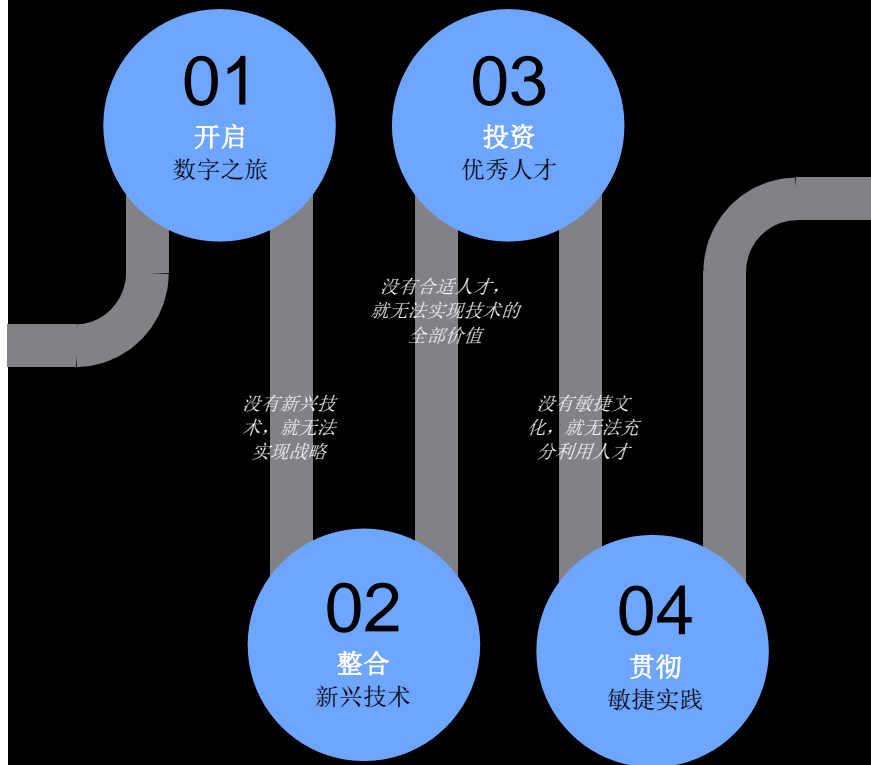 01
开启
数字之旅
没有新兴技
术，就无法
实现战略
02
整合
新兴技术
没有合适人才，
就无法实现技术的
全部价值
03
投资
优秀人才
没有敏捷文
化，就无法充
分利用人才
04
贯彻
敏捷实践